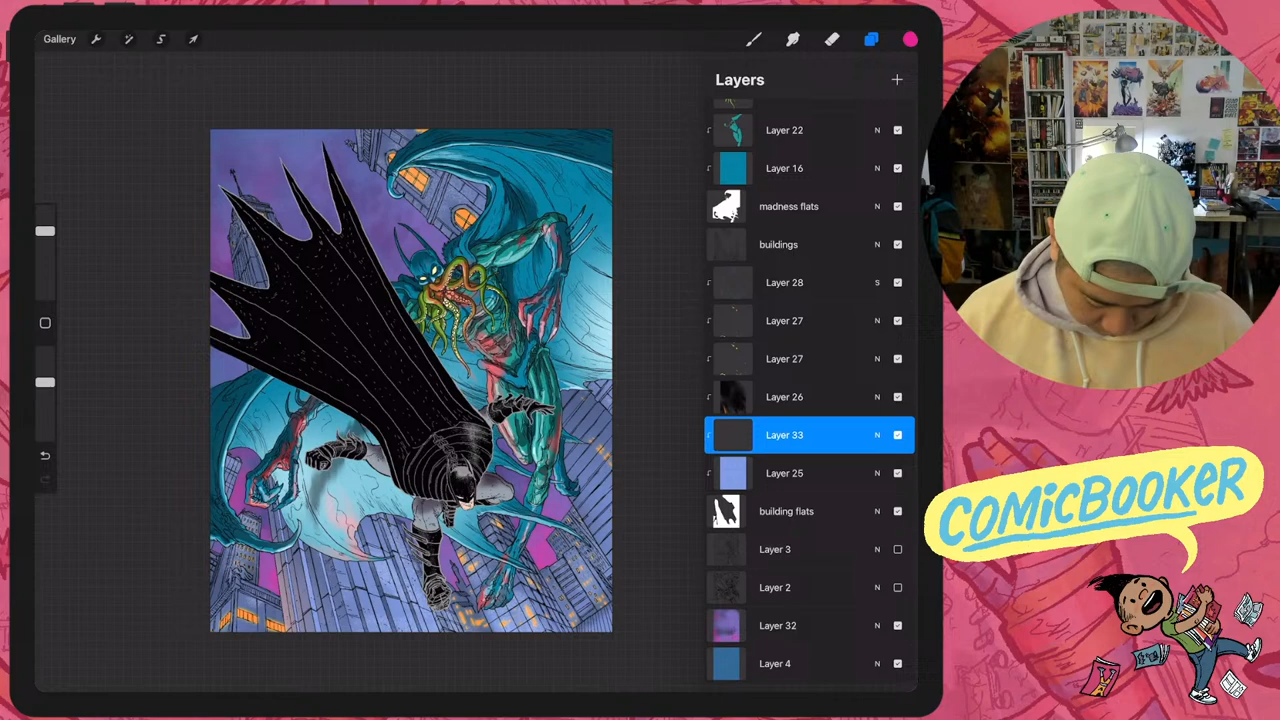 Gallery
Layers
Layer 22 N
Layer 16 N
madness flats N
buildings N
Layer 28 S
Layer 27 N
Layer 27 N
Layer 26 N
Layer 33 N
Layer 25 N
building flats N
Layer 3 N
Layer 2 N
Layer 32 N
Layer 4 N
COMiCBOOKER